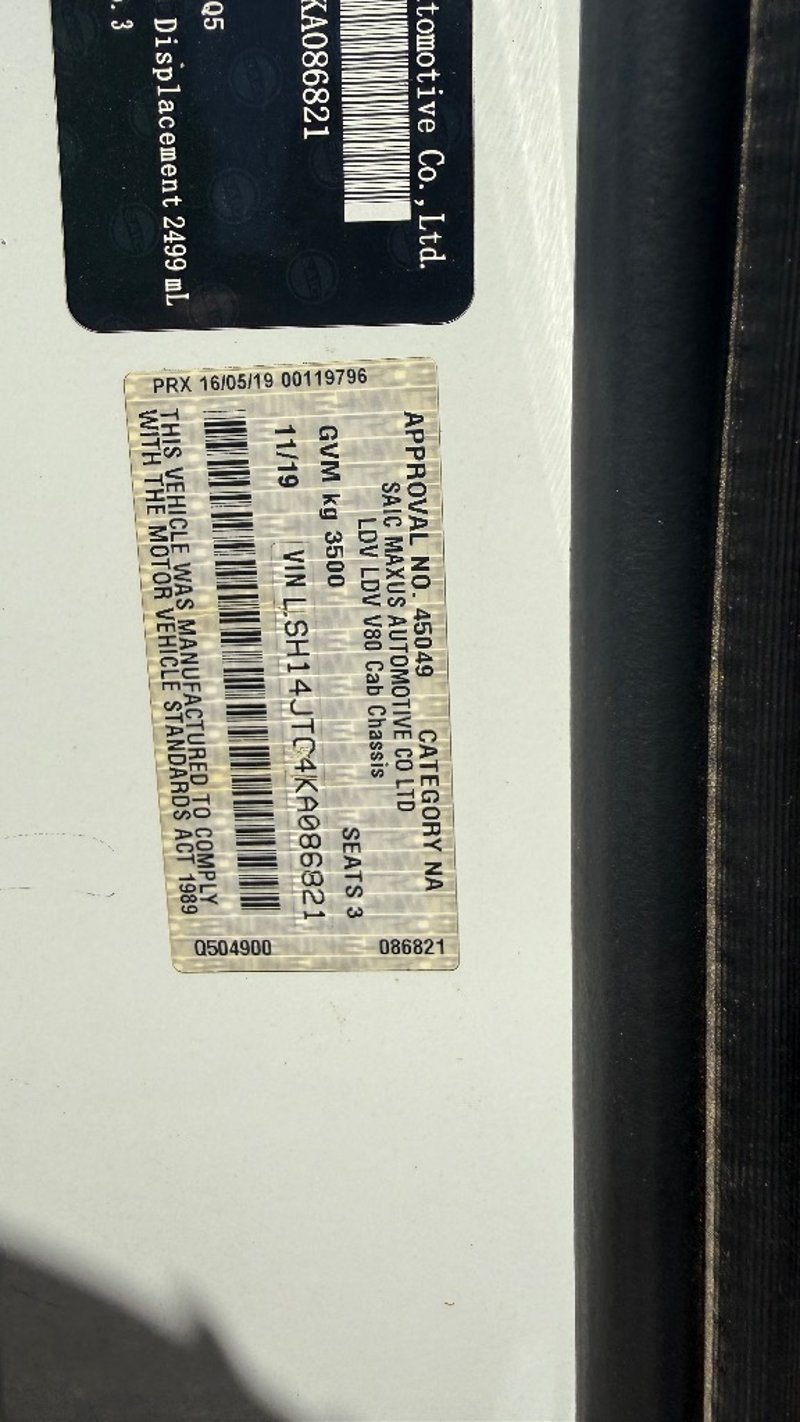 utomotive Co.,Ltd.
KA086821
Q5
Displacement 2499 mL
.3
PRX 16/05/19 00119796
APPROVAL NO. 45049 CATEGORY NA
SAIC MAXUS AUTOMOTIVE CO LTD
LDV LDV V80 Cab Chassis
GVM kg 3500 SEATS 3
11/19 VIN LSH14JTC4KA086821
THIS VEHICLE WAS MANUFACTURED TO COMPLY
WITH THE MOTOR VEHICLE STANDARDS ACT 1989
Q504900 086821